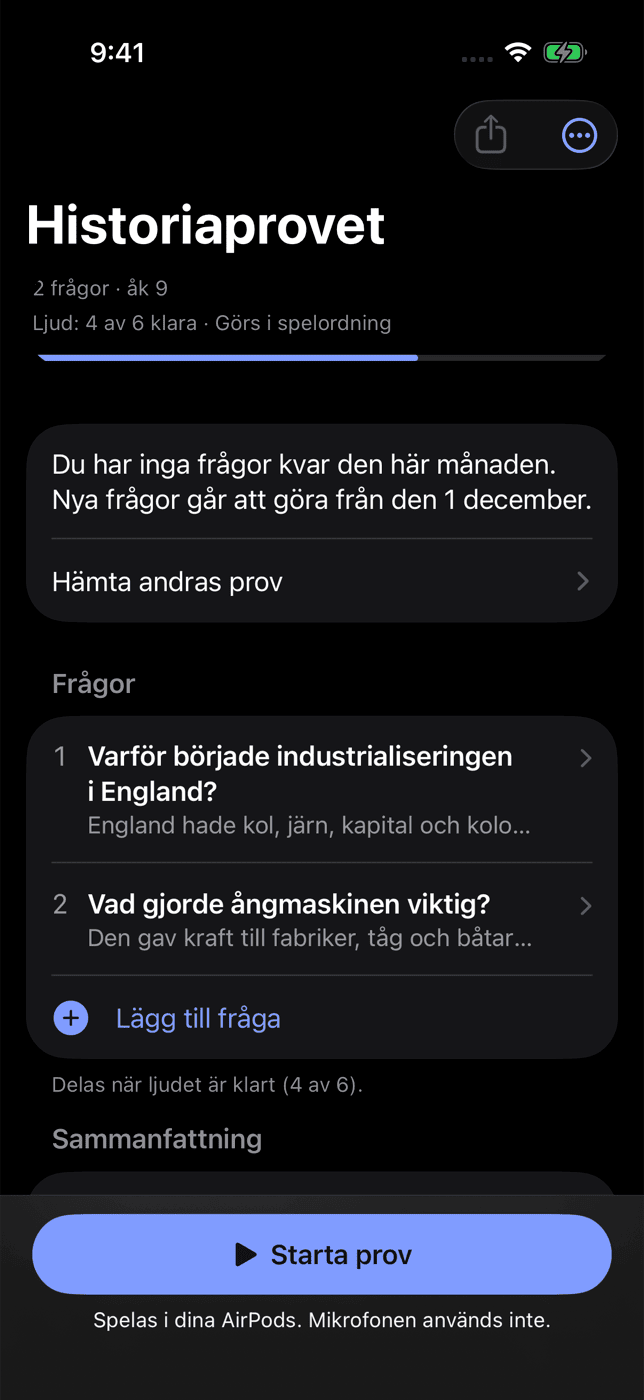 9:41
Historiaprovet
2 frågor · åk 9
Ljud: 4 av 6 klara · Görs i spelordning
Du har inga frågor kvar den här månaden.
Nya frågor går att göra från den 1 december.
Hämta andras prov
Frågor
1 Varför började industrialiseringen
i England?
England hade kol, järn, kapital och kolo...
2 Vad gjorde ångmaskinen viktig?
Den gav kraft till fabriker, tåg och båtar...
Lägg till fråga
Delas när ljudet är klart (4 av 6).
Sammanfattning
Starta prov
Spelas i dina AirPods. Mikrofonen används inte.